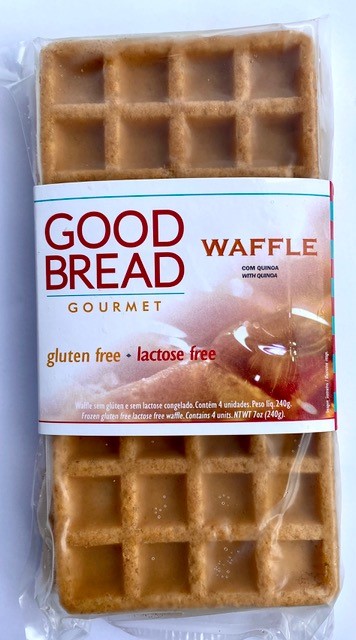 GOOD
BREAD
GOURMET
WAFFLE
COM QUINOA
WITH QUINOA
gluten free • lactose free
Waffle sem glúten e sem lactose congelado. Contém 4 unidades. Peso líq. 240g.
Frozen gluten free lactose free waffle. Contains 4 units. NTWT 7oz (240g).